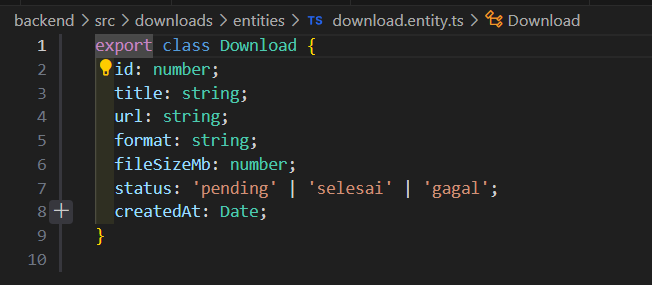 backend > src > downloads > entities > TS download.entity.ts > Download
1 export class Download {
2 id: number;
3 title: string;
4 url: string;
5 format: string;
6 fileSizeMb: number;
7 status: 'pending' | 'selesai' | 'gagal';
8 createdAt: Date;
9 }
10